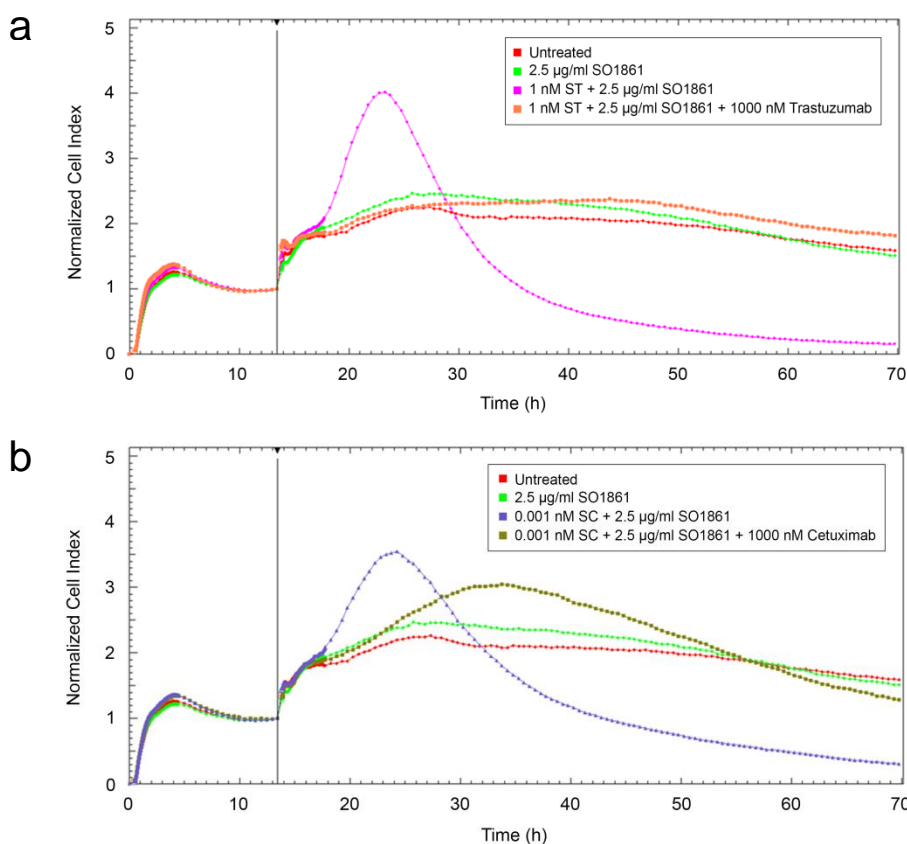 a
Normalized Cell Index
5
4
3
2
1
0
Untreated
2.5 µg/ml SO1861
1 nM ST + 2.5 µg/ml SO1861
1 nM ST + 2.5 µg/ml SO1861 + 1000 nM Trastuzumab
0 10 20 30 40 50 60 70
Time (h)
b
Normalized Cell Index
5
4
3
2
1
0
Untreated
2.5 µg/ml SO1861
0.001 nM SC + 2.5 µg/ml SO1861
0.001 nM SC + 2.5 µg/ml SO1861 + 1000 nM Cetuximab
0 10 20 30 40 50 60 70
Time (h)